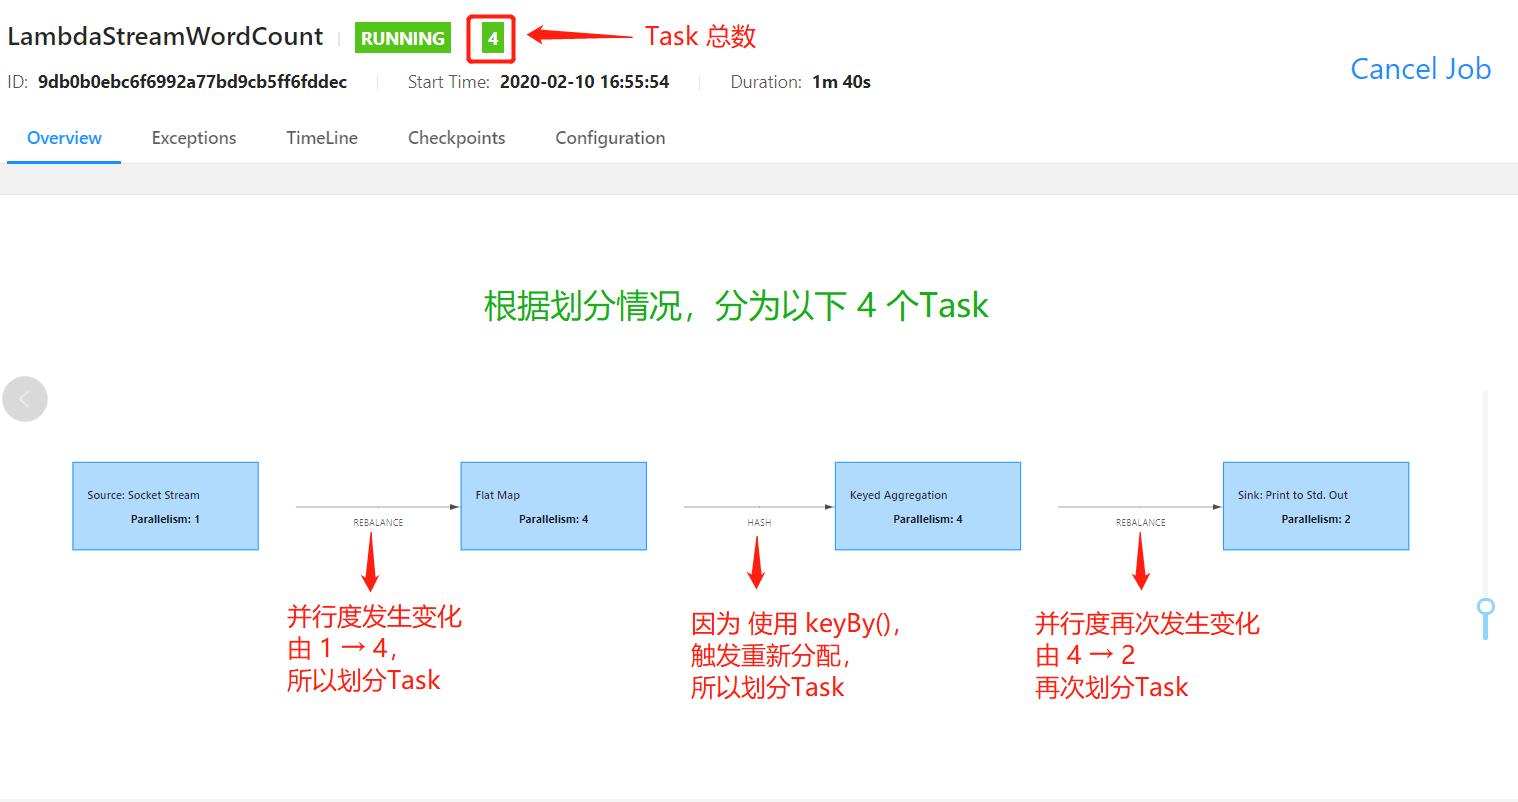 LambdaStreamWordCount RUNNING 4 Task 总数
Cancel Job
ID: 9db0b0ebc6f6992a77bd9cb5ff6fddec Start Time: 2020-02-10 16:55:54 Duration: 1m 40s
Overview Exceptions TimeLine Checkpoints Configuration
根据划分情况，分为以下 4 个Task
Source: Socket Stream
Parallelism: 1
REBALANCE
Flat Map
Parallelism: 4
HASH
Keyed Aggregation
Parallelism: 4
REBALANCE
Sink: Print to Std. Out
Parallelism: 2
并行度发生变化
由 1 → 4，
所以划分Task
因为 使用 keyBy()，
触发重新分配，
所以划分Task
并行度再次发生变化
由 4 → 2
再次划分Task